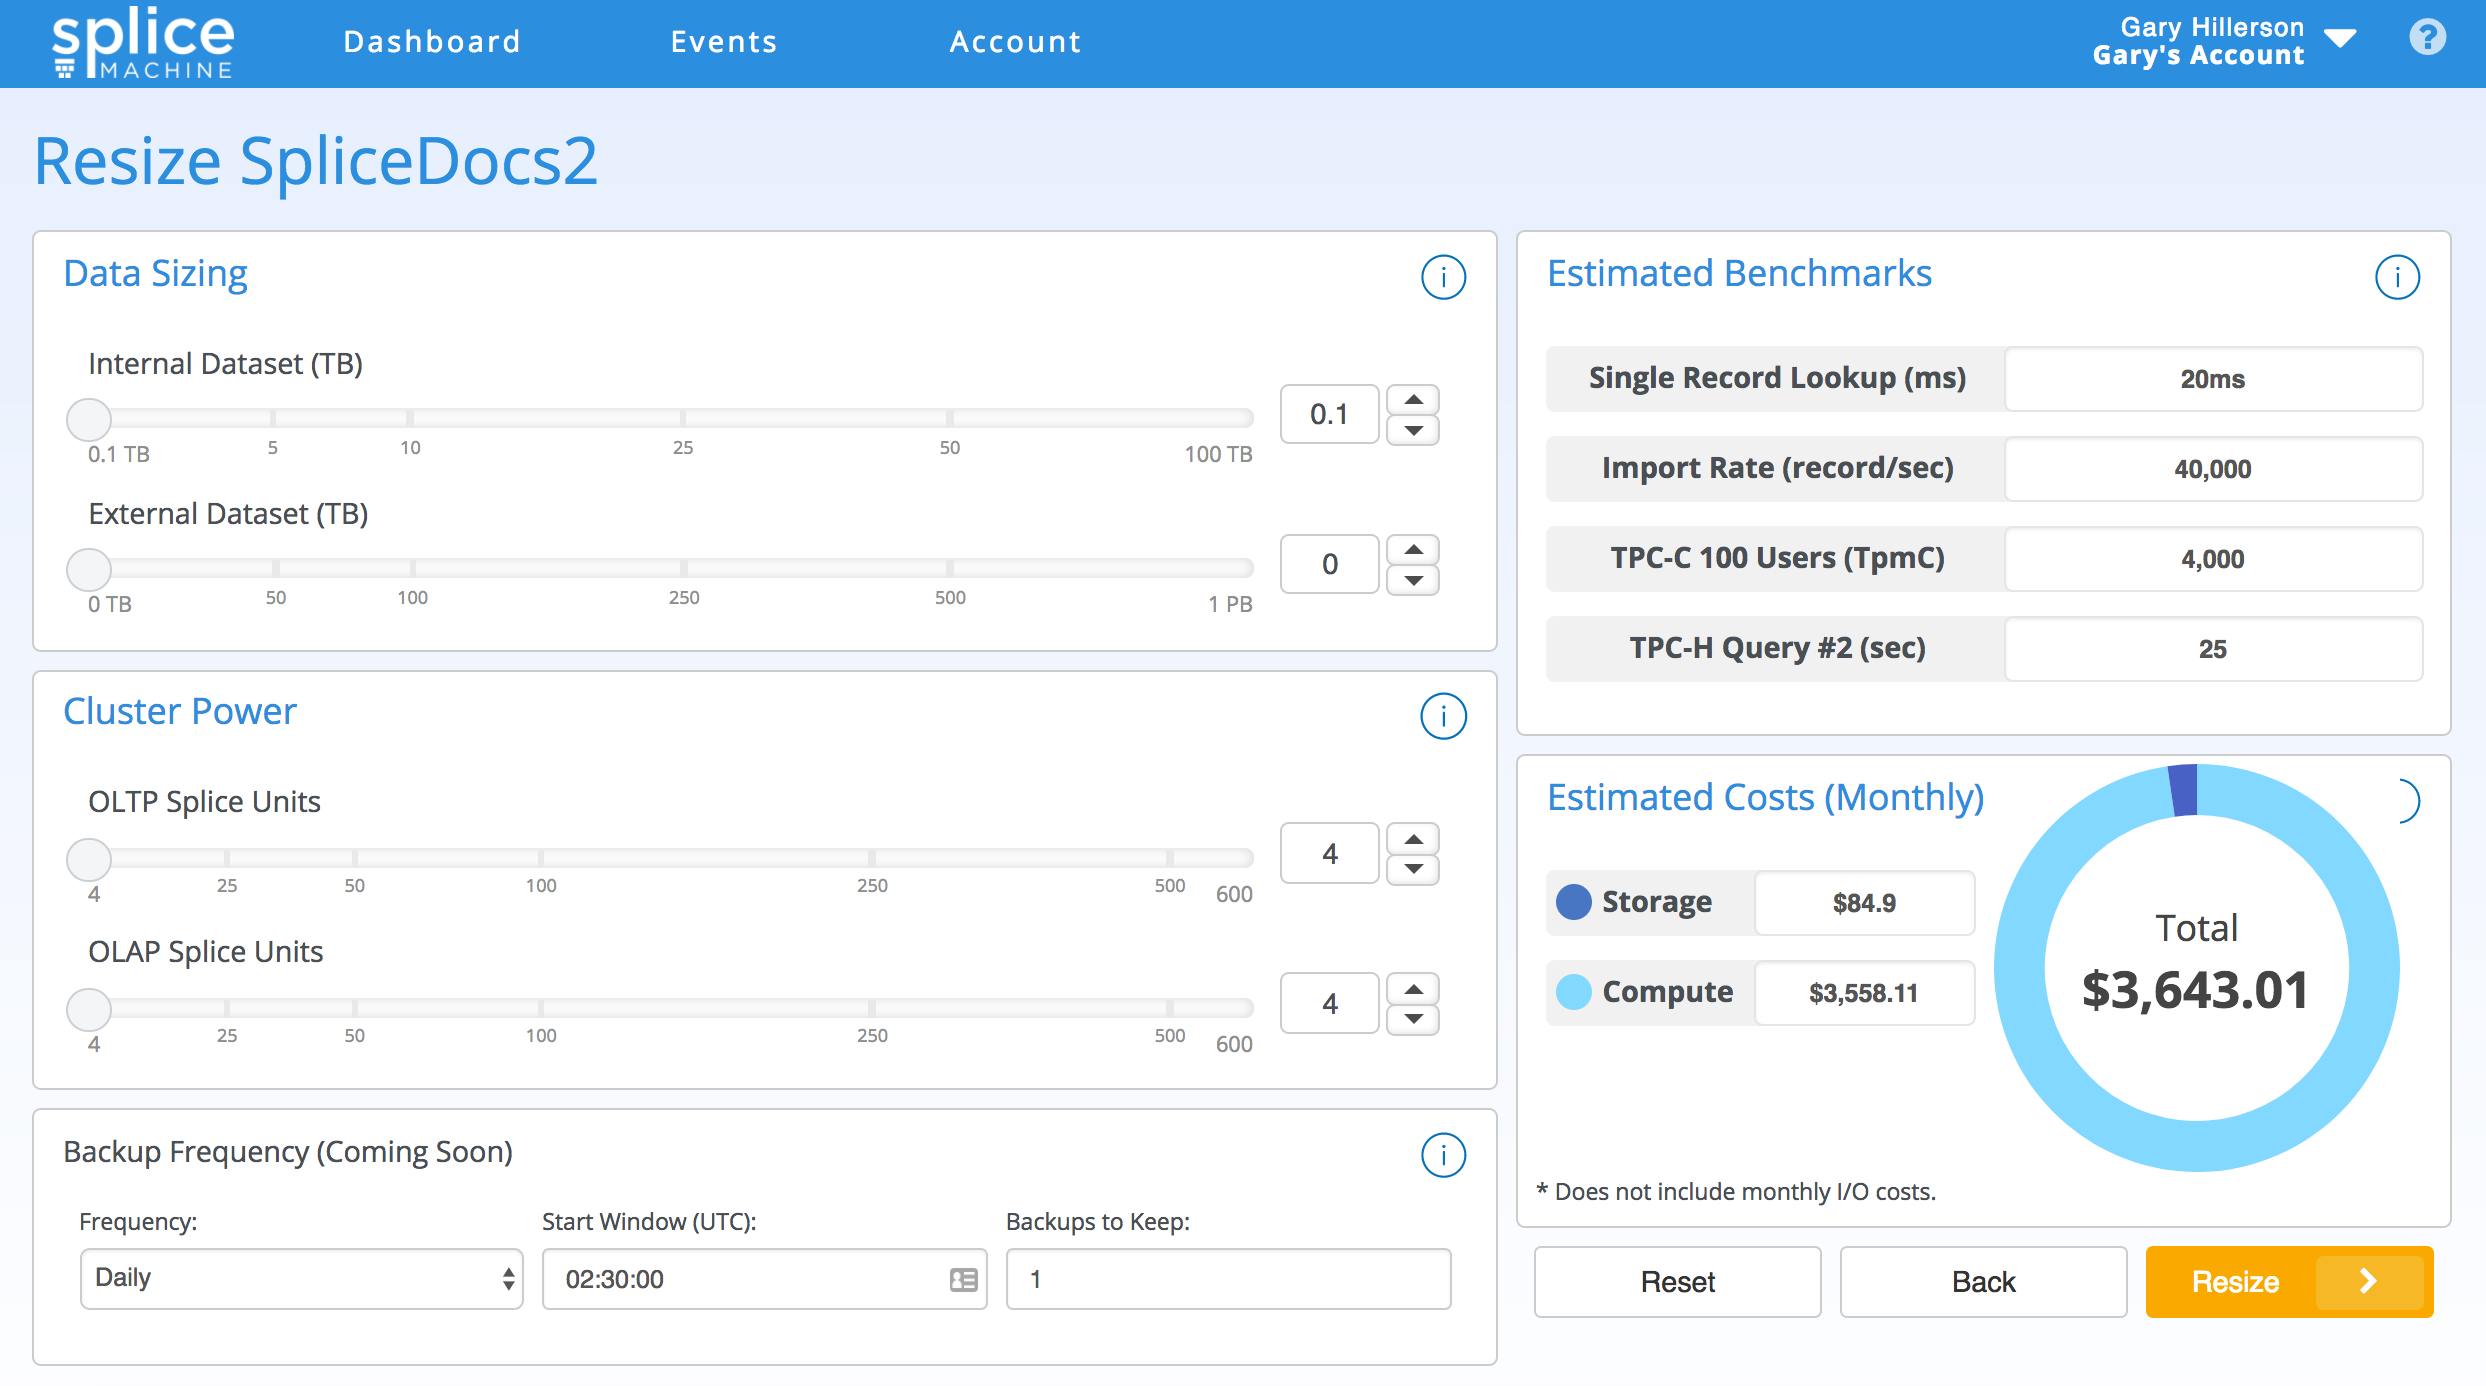 splice
MACHINE
Dashboard
Events
Account
Gary Hillerson
Gary's Account
?
Resize SpliceDocs2
Data Sizing
i
Internal Dataset (TB)
0.1
0.1 TB
5
10
25
50
100 TB
External Dataset (TB)
0
0 TB
50
100
250
500
1 PB
Cluster Power
i
OLTP Splice Units
4
4
25
50
100
250
500
600
OLAP Splice Units
4
4
25
50
100
250
500
600
Backup Frequency (Coming Soon)
i
Frequency:
Start Window (UTC):
Backups to Keep:
Daily
02:30:00
1
Estimated Benchmarks
i
Single Record Lookup (ms)
20ms
Import Rate (record/sec)
40,000
TPC-C 100 Users (TpmC)
4,000
TPC-H Query #2 (sec)
25
Estimated Costs (Monthly)
Storage
$84.9
Compute
$3,558.11
Total
$3,643.01
* Does not include monthly I/O costs.
Reset
Back
Resize